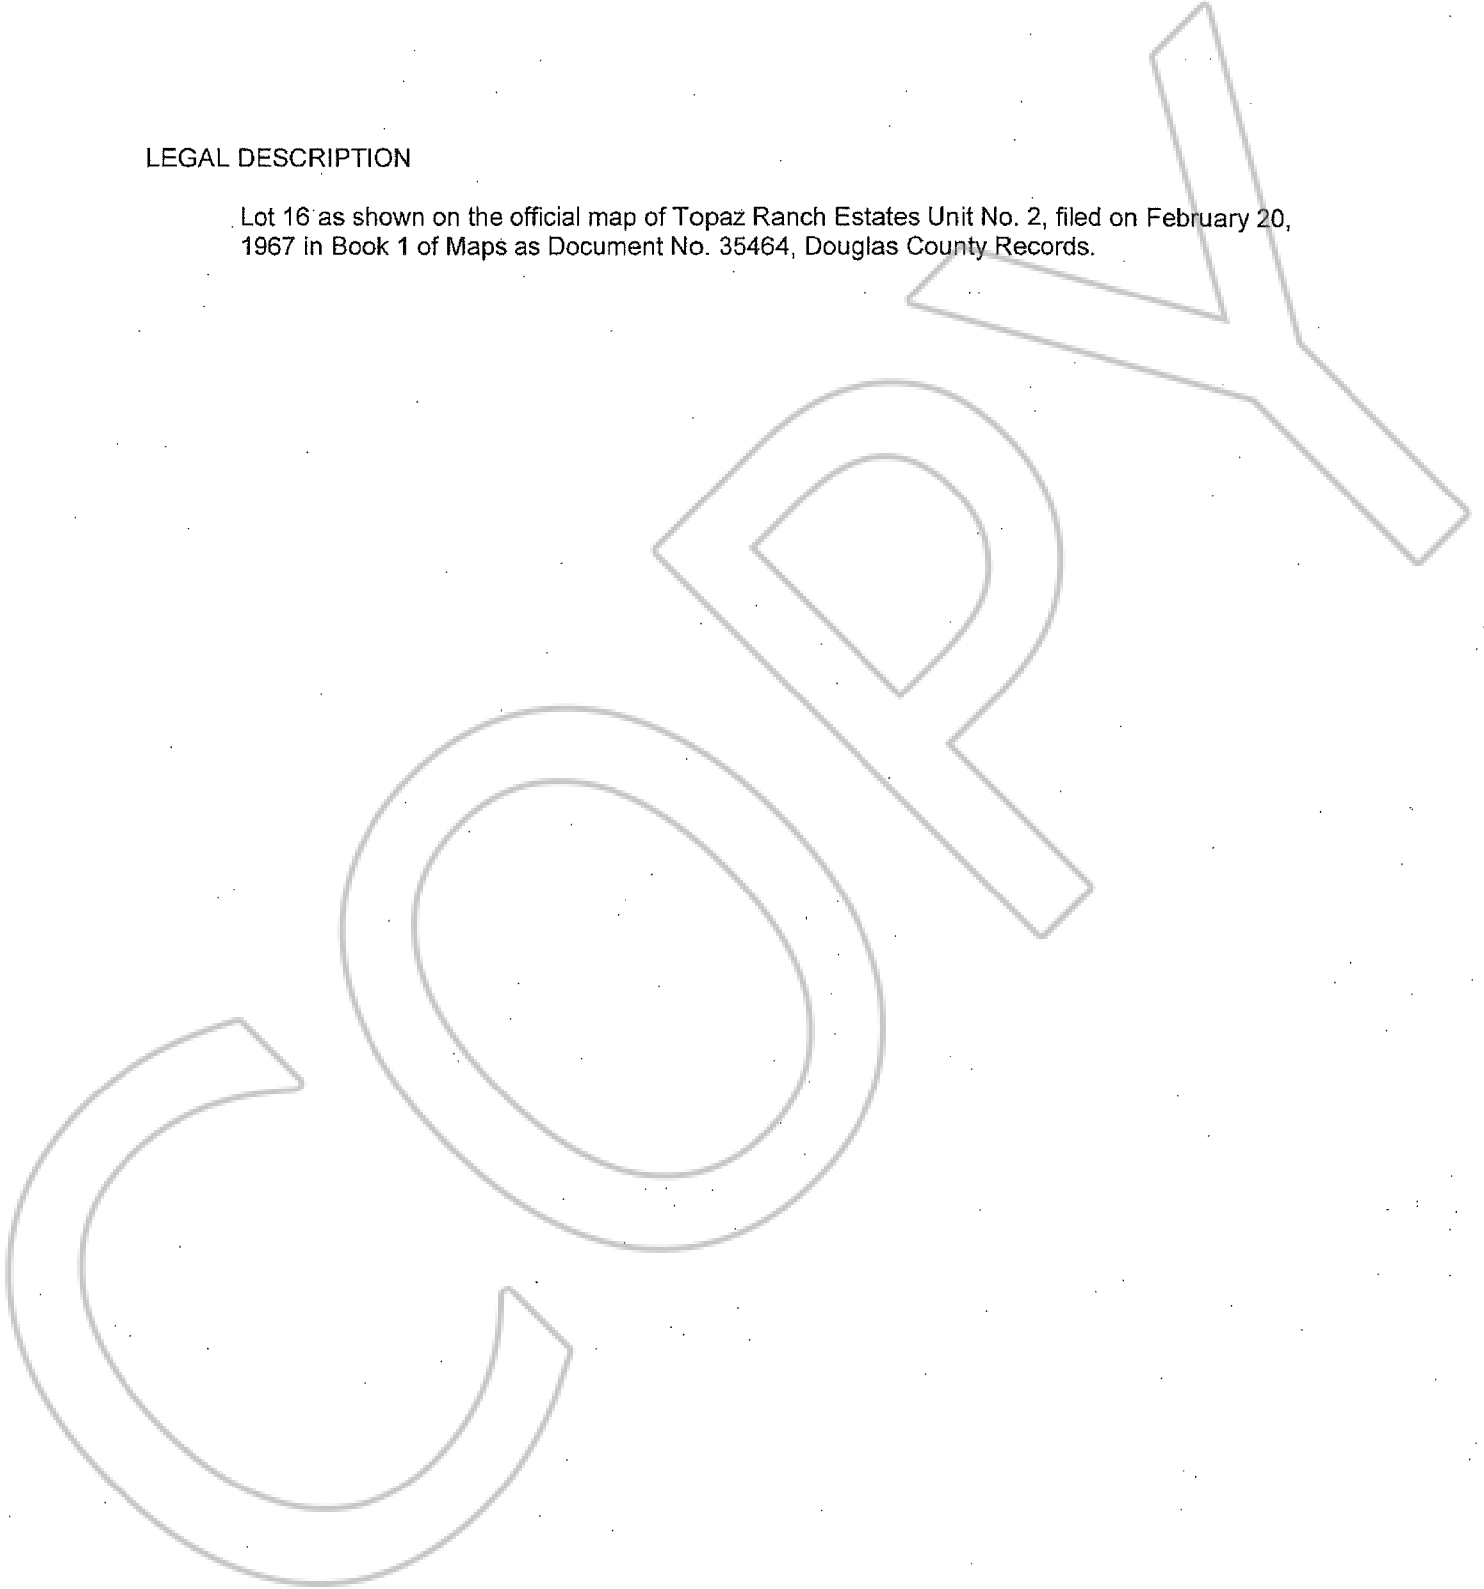 LEGAL DESCRIPTION
Lot 16 as shown on the official map of Topaz Ranch Estates Unit No. 2, filed on February 20,
1967 in Book 1 of Maps as Document No. 35464, Douglas County Records.
COPY